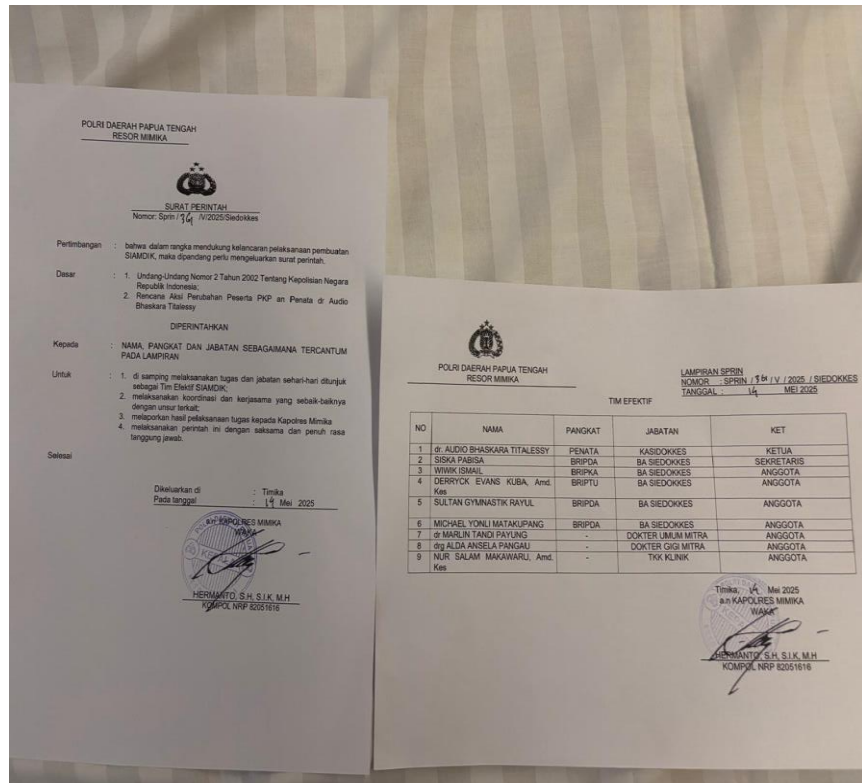 POLRI DAERAH PAPUA TENGAH
RESOR MIMIKA
SURAT PERINTAH
Nomor: Sprin / 361 /V/2025/Siedokkes
Pertimbangan : bahwa dalam rangka mendukung kelancaran pelaksanaan pembuatan
SIAMDIK, maka dipandang perlu mengeluarkan surat perintah.
Dasar : 1. Undang-Undang Nomor 2 Tahun 2002 Tentang Kepolisian Negara
Republik Indonesia;
2. Rencana Aksi Perubahan Peserta PKP an Penata dr Audio
Bhaskara Titalessy
DIPERINTAHKAN
Kepada : NAMA, PANGKAT DAN JABATAN SEBAGAIMANA TERCANTUM
PADA LAMPIRAN
Untuk : 1. di samping melaksanakan tugas dan jabatan sehari-hari ditunjuk
sebagai Tim Efektif SIAMDIK;
2. melaksanakan koordinasi dan kerjasama yang sebaik-baiknya
dengan unsur terkait;
3. melaporkan hasil pelaksanaan tugas kepada Kapolres Mimika
4. melaksanakan perintah ini dengan saksama dan penuh rasa
tanggung jawab.
Selesai
Dikeluarkan di : Timika
Pada tanggal : 14 Mei 2025
a.n KAPOLRES MIMIKA
WAKA
HERMANTO, S.H, S.I.K, M.H
KOMPOL NRP 82051616
POLRI DAERAH PAPUA TENGAH
RESOR MIMIKA
LAMPIRAN SPRIN
NOMOR : SPRIN / 361 / V / 2025 / SIEDOKKES
TANGGAL : 14 MEI 2025
TIM EFEKTIF
NO NAMA PANGKAT JABATAN KET
1 dr. AUDIO BHASKARA TITALESSY PENATA KASIDOKKES KETUA
2 SISKA PABISA BRIPDA BA SIEDOKKES SEKRETARIS
3 WIWIK ISMAIL BRIPKA BA SIEDOKKES ANGGOTA
4 DERRYCK EVANS KUBA, Amd. BRIPTU BA SIEDOKKES ANGGOTA
Kes
5 SULTAN GYMNASTIK RAYUL BRIPDA BA SIEDOKKES ANGGOTA
6 MICHAEL YONLI MATAKUPANG BRIPDA BA SIEDOKKES ANGGOTA
7 dr MARLIN TANDI PAYUNG - DOKTER UMUM MITRA ANGGOTA
8 drg ALDA ANSELA PANGAU - DOKTER GIGI MITRA ANGGOTA
9 NUR SALAM MAKAWARU, Amd. - TKK KLINIK ANGGOTA
Kes
Timika, 14 Mei 2025
a.n KAPOLRES MIMIKA
WAKA
HERMANTO, S.H, S.I.K, M.H
KOMPOL NRP 82051616